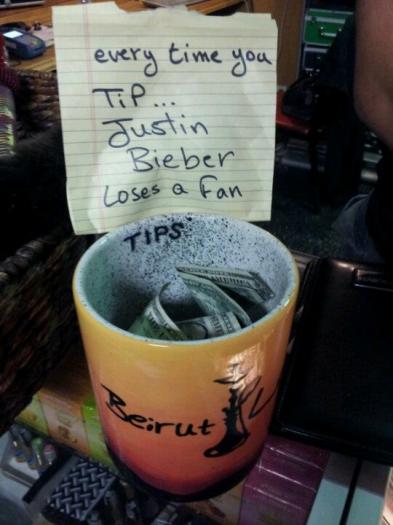 every time you
TiP...
Justin
Bieber
Loses a fan
TIPS
Beirut